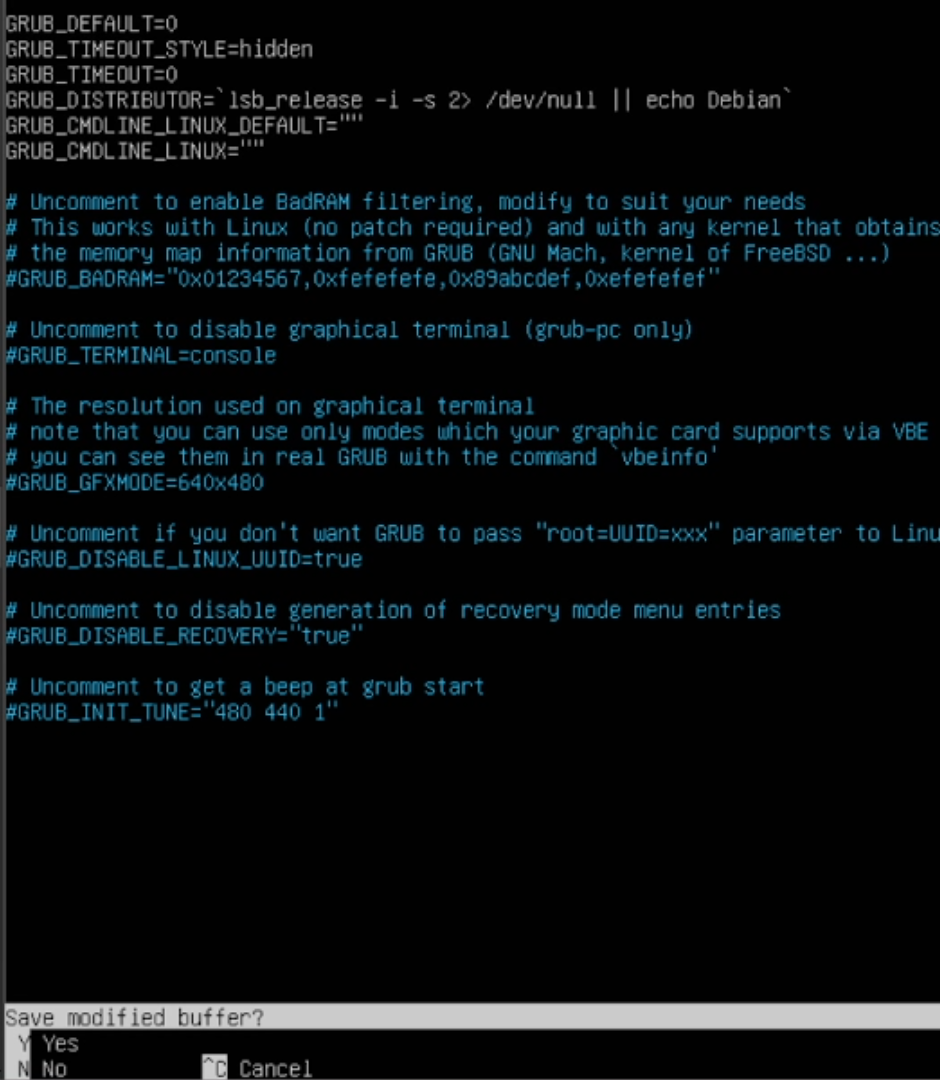 GRUB_DEFAULT=0
GRUB_TIMEOUT_STYLE=hidden
GRUB_TIMEOUT=0
GRUB_DISTRIBUTOR=`lsb_release -i -s 2> /dev/null || echo Debian`
GRUB_CMDLINE_LINUX_DEFAULT=""
GRUB_CMDLINE_LINUX=""
# Uncomment to enable BadRAM filtering, modify to suit your needs
# This works with Linux (no patch required) and with any kernel that obtains
# the memory map information from GRUB (GNU Mach, kernel of FreeBSD ...)
#GRUB_BADRAM="0x01234567,0xfefefefe,0x89abcdef,0xefefefef"
# Uncomment to disable graphical terminal (grub-pc only)
#GRUB_TERMINAL=console
# The resolution used on graphical terminal
# note that you can use only modes which your graphic card supports via VBE
# you can see them in real GRUB with the command `vbeinfo'
#GRUB_GFXMODE=640x480
# Uncomment if you don't want GRUB to pass "root=UUID=xxx" parameter to Linu
#GRUB_DISABLE_LINUX_UUID=true
# Uncomment to disable generation of recovery mode menu entries
#GRUB_DISABLE_RECOVERY="true"
# Uncomment to get a beep at grub start
#GRUB_INIT_TUNE="480 440 1"
Save modified buffer?
Y Yes
N No ^C Cancel